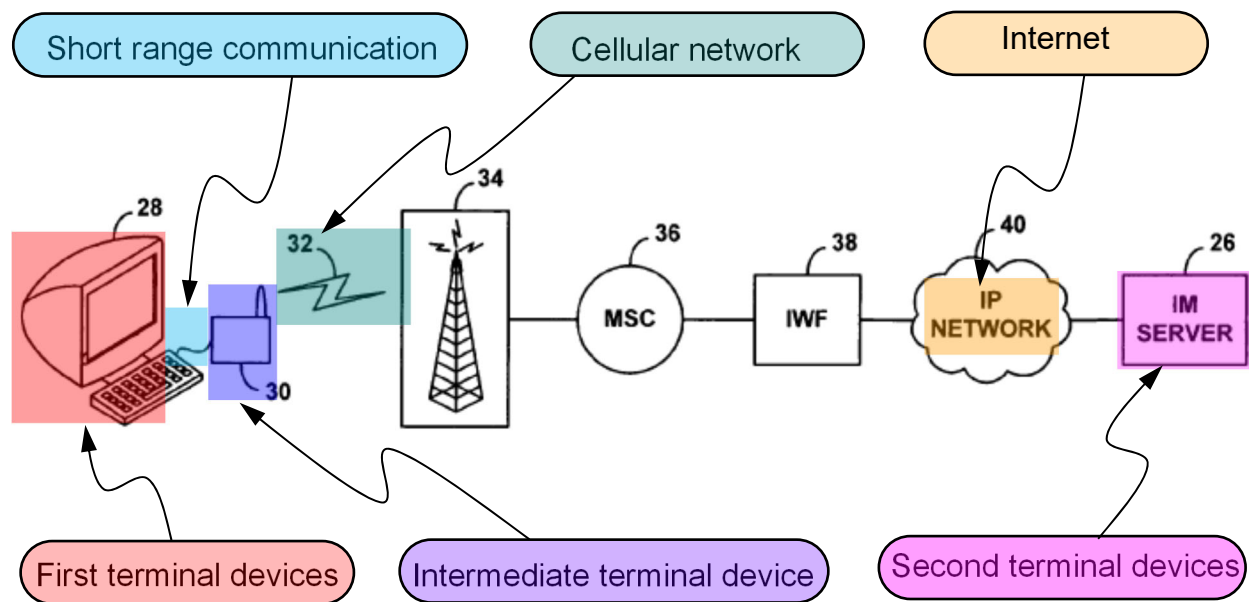 Short range communication
Cellular network
Internet
28
32
34
36
38
40
26
MSC
IWF
IP
NETWORK
IM
SERVER
30
First terminal devices
Intermediate terminal device
Second terminal devices